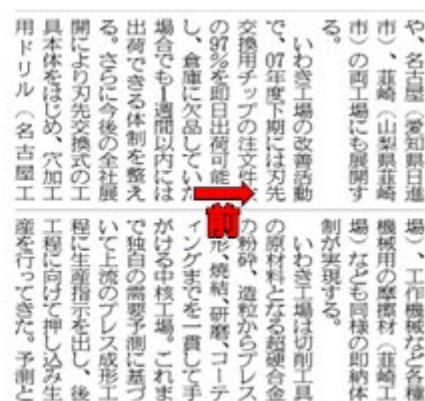 や、名古屋（愛知県日進
市）、韮崎（山梨県韮崎
市）の両工場にも展開す
る。
いわき工場の改善活動
で、07年度下期には刃先
交換用チップの注文件
の97％を即日出荷可能
し、倉庫に欠品していた
場合でも1週間以内には
出荷できる体制を整え
る。さらに今後の全社展
開により刃先交換式の工
具本体をはじめ、穴加工
用ドリル（名古屋工
前
場）、工作機械など各種
機械用の摩擦材（韮崎工
場）なども同様の即納体
制が実現する。
いわき工場は切削工具
の原材料となる超硬合金
の粉砕、造粒からプレス
形、焼結、研磨、コーテ
ィングまでを一貫して手
がける中核工場。これま
で独自の需要予測に基づ
いて上流のプレス成形工
程に生産指示を出し、後
工程に向けて押し込み生
産を行ってきた。予測と